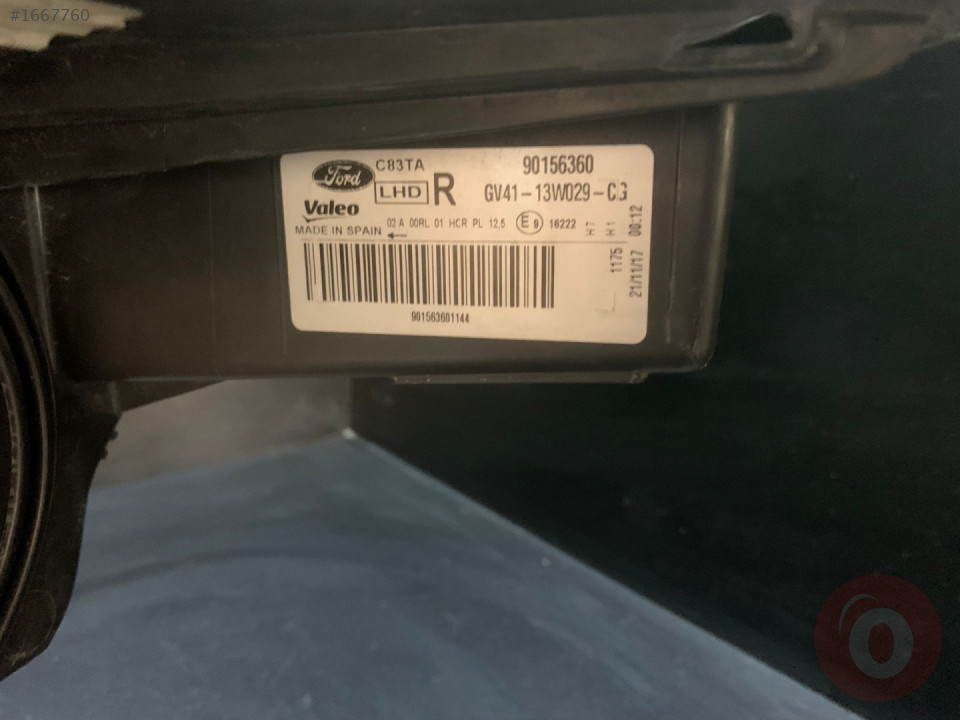 #1667760
Ford C83TA 90156360
LHD R GV41-13W029-CG
Valeo 02 A 00RL 01 HCR PL 12,5 E9 16222 H7 H1
MADE IN SPAIN
1175
21/11/17 00:12
901563601144
O